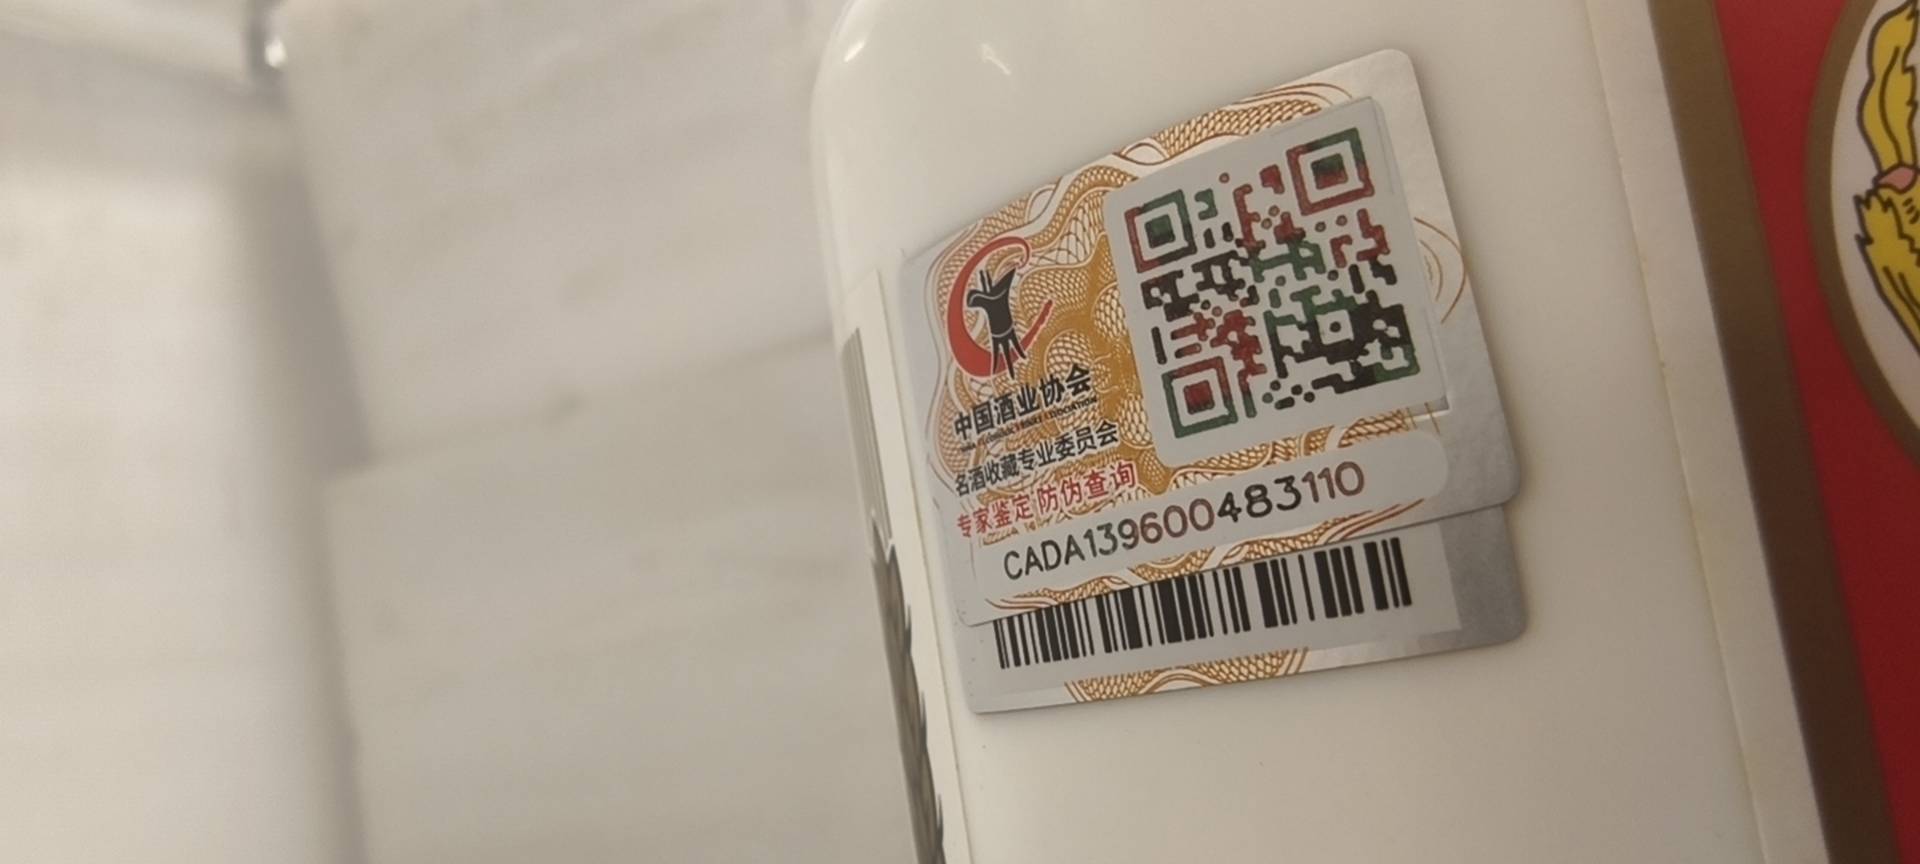 中国酒业协会
名酒收藏专业委员会
专家鉴定 防伪查询
CADA139600483110